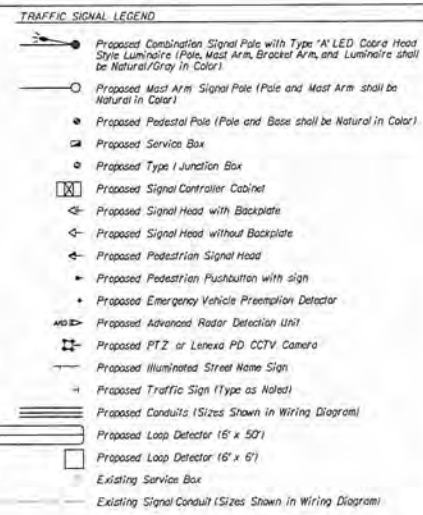 TRAFFIC SIGNAL LEGEND
Proposed Combination Signal Pole with Type "A" LED Cobra Head
Style Luminaire (Pole, Mast Arm, Bracket Arm, and Luminaire shall
be Natural/Gray in Color)
Proposed Mast Arm Signal Pole (Pole and Mast Arm shall be
Natural in Color)
Proposed Pedestal Pole (Pole and Base shall be Natural in Color)
Proposed Service Box
Proposed Type I Junction Box
Proposed Signal Controller Cabinet
Proposed Signal Head with Backplate
Proposed Signal Head without Backplate
Proposed Pedestrian Signal Head
Proposed Pedestrian Pushbutton with sign
Proposed Emergency Vehicle Preemption Detector
ARD Proposed Advanced Radar Detection Unit
Proposed PTZ or Lenexa PD CCTV Camera
Proposed Illuminated Street Name Sign
Proposed Traffic Sign (Type as Noted)
Proposed Conduits (Sizes Shown in Wiring Diagram)
Proposed Loop Detector (6' x 50')
Proposed Loop Detector (6' x 6')
Existing Service Box
Existing Signal Conduit (Sizes Shown in Wiring Diagram)